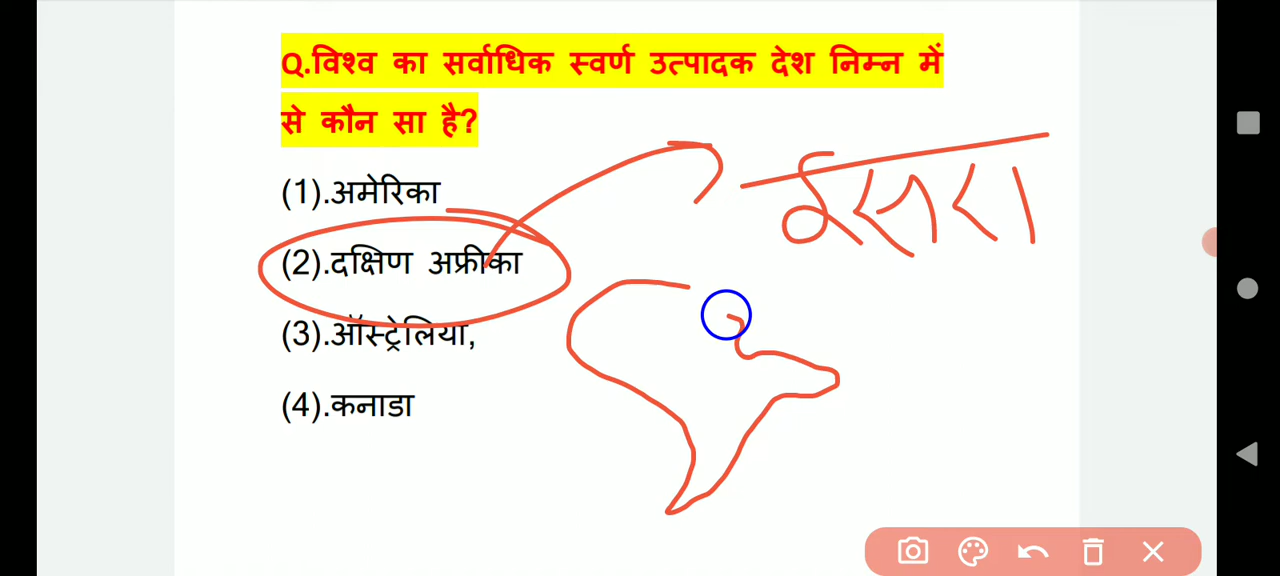 Q.विश्व का सर्वाधिक स्वर्ण उत्पादक देश निम्न में
से कौन सा है?
(1).अमेरिका
(2).दक्षिण अफ्रीका
(3).ऑस्ट्रेलिया,
(4).कनाडा